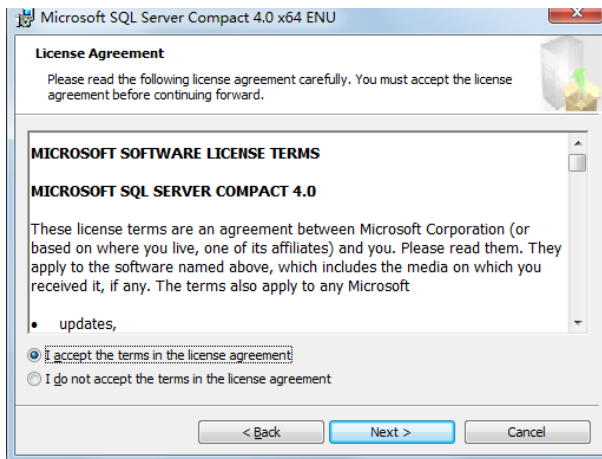 Microsoft SQL Server Compact 4.0 x64 ENU
License Agreement
Please read the following license agreement carefully. You must accept the license
agreement before continuing forward.
MICROSOFT SOFTWARE LICENSE TERMS
MICROSOFT SQL SERVER COMPACT 4.0
These license terms are an agreement between Microsoft Corporation (or
based on where you live, one of its affiliates) and you. Please read them. They
apply to the software named above, which includes the media on which you
received it, if any. The terms also apply to any Microsoft
• updates,
I accept the terms in the license agreement
I do not accept the terms in the license agreement
< Back
Next >
Cancel